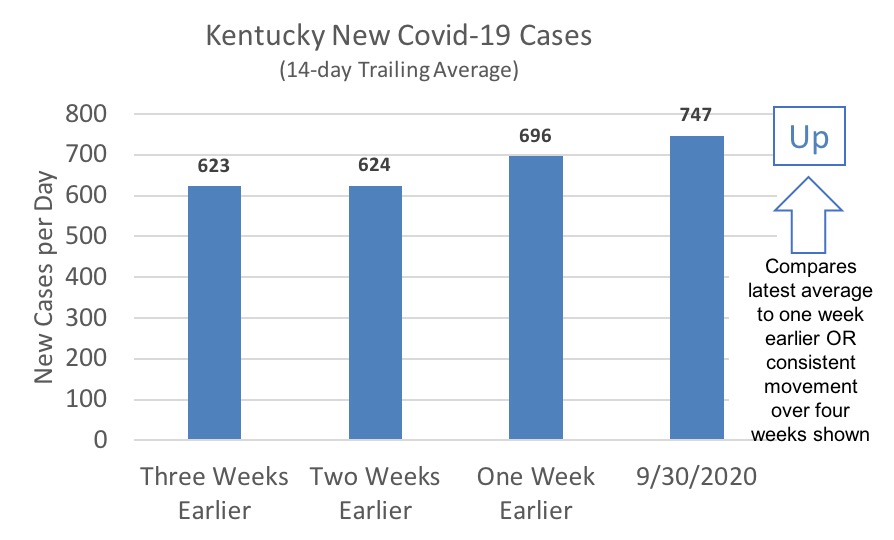 Kentucky New Covid-19 Cases
(14-day Trailing Average)
New Cases per Day
800
700
600
500
400
300
200
100
0
623
624
696
747
Three Weeks
Earlier
Two Weeks
Earlier
One Week
Earlier
9/30/2020
Up
Compares
latest average
to one week
earlier OR
consistent
movement
over four
weeks shown